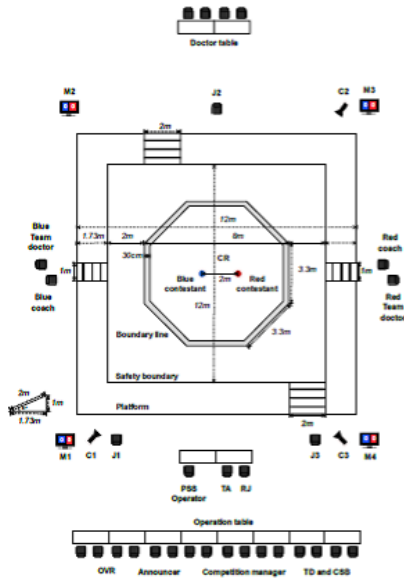 Doctor table
M2
J2
C2
M3
2m
12m
1.73m
2m
8m
Blue
Team
doctor
Red
coach
30cm
CR
3.3m
1m
Blue
contestant
2m
Red
contestant
1m
Blue
coach
Red
Team
doctor
12m
3.3m
Boundary line
Safety boundary
2m
1m
1.73m
Platform
2m
M1
C1
J1
J3
C3
M4
PSS
Operator
TA
RJ
Operation table
OVR
Announcer
Competition manager
TD and CSB